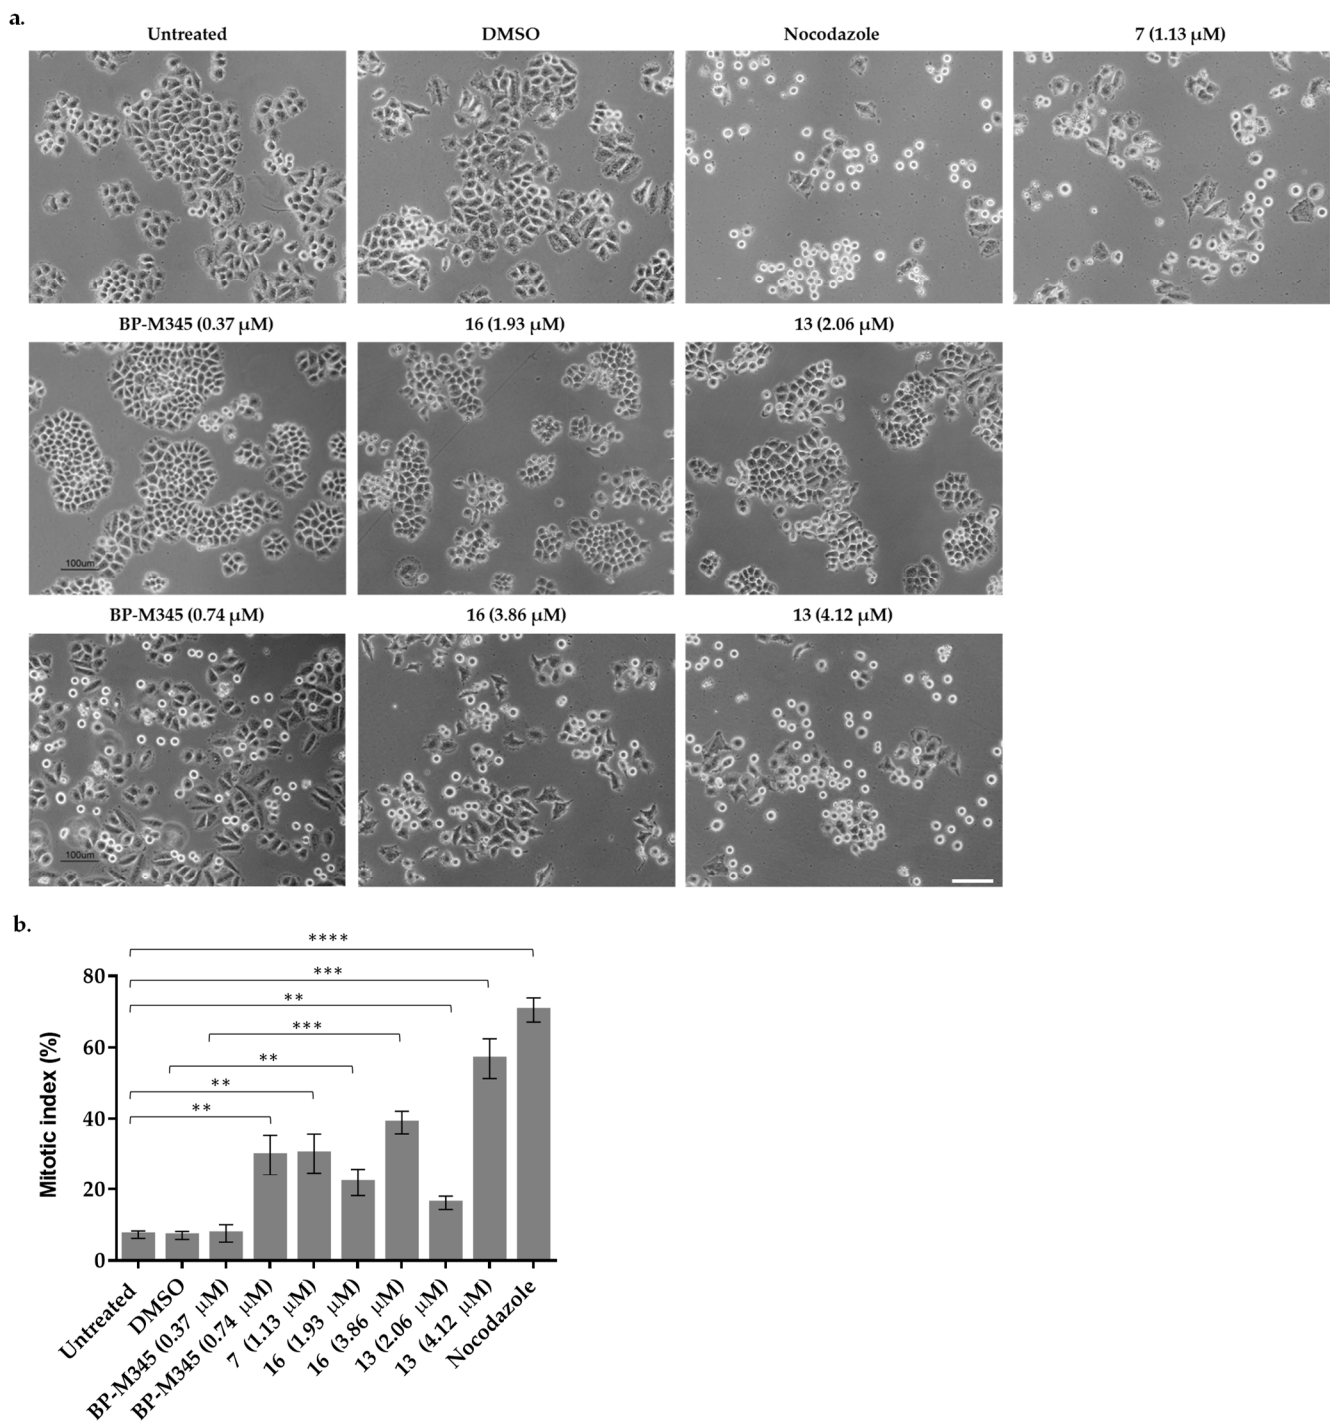 a.
Untreated
DMSO
Nocodazole
7 (1.13 µM)
BP-M345 (0.37 µM)
16 (1.93 µM)
13 (2.06 µM)
100um
BP-M345 (0.74 µM)
16 (3.86 µM)
13 (4.12 µM)
100um
b.
****
***
**
***
**
**
**
Mitotic index (%)
80
60
40
20
0
Untreated
DMSO
BP-M345 (0.37 µM)
BP-M345 (0.74 µM)
7 (1.13 µM)
16 (1.93 µM)
16 (3.86 µM)
13 (2.06 µM)
13 (4.12 µM)
Nocodazole